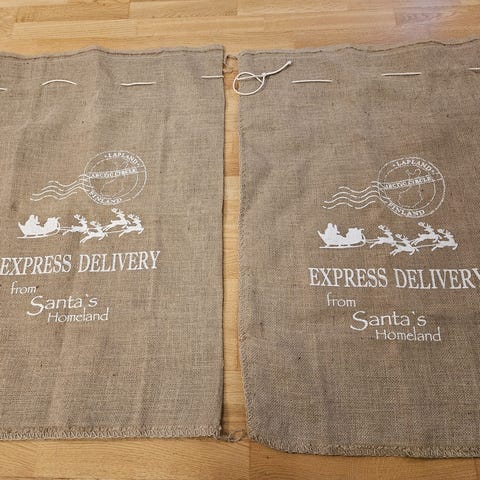 LAPLAND
ARCTIC CIRCLE
FINLAND
EXPRESS DELIVERY
from
Santa`s
Homeland
LAPLAND
ARCTIC CIRCLE
FINLAND
EXPRESS DELIVERY
from
Santa`s
Homeland